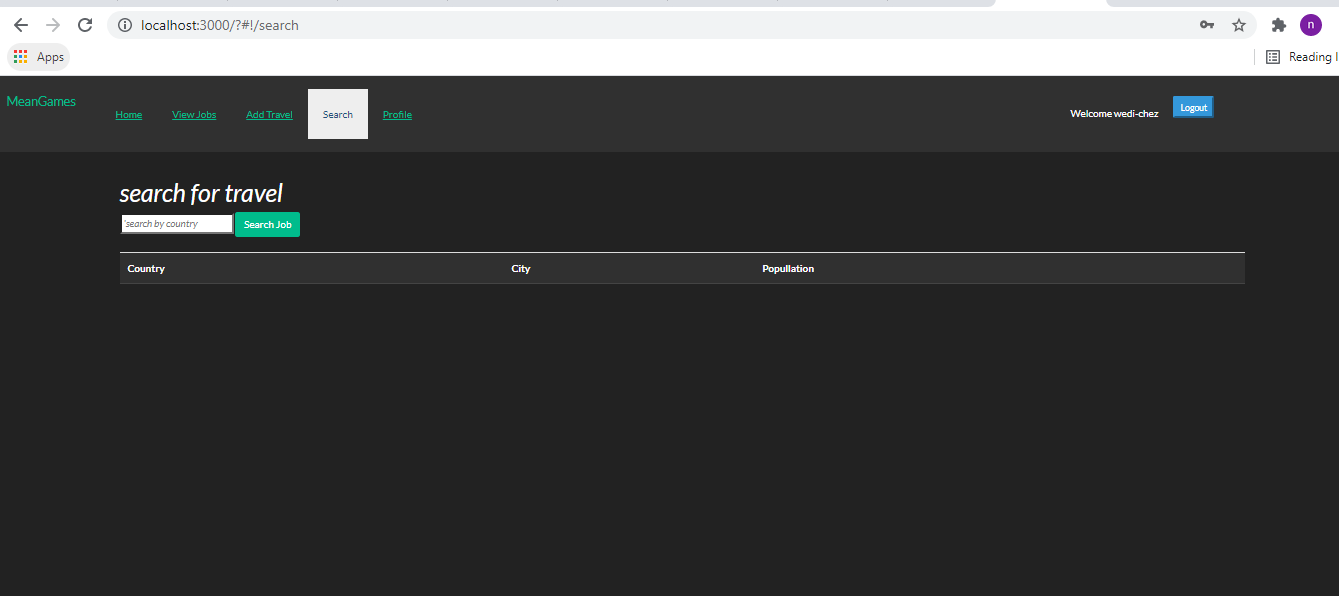 localhost:3000/?#!/search
n
Apps
Reading
MeanGames
Home View Jobs Add Travel Search Profile
Welcome wedi-chez Logout
search for travel
'search by country Search Job
Country City Popullation